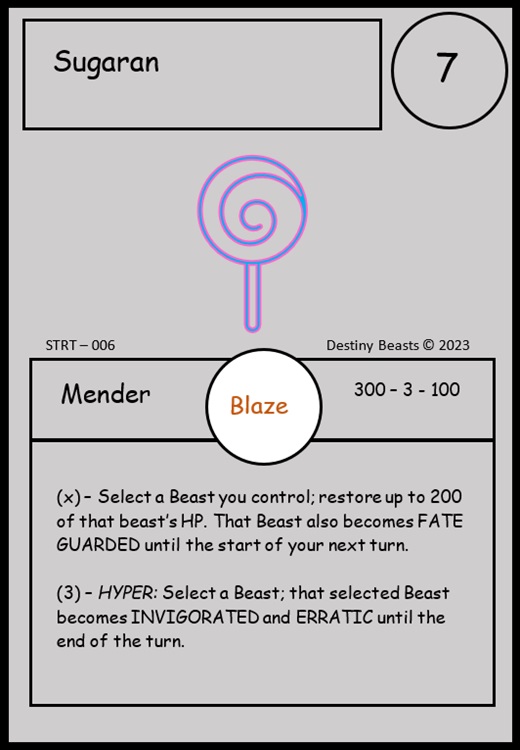 Sugaran
7
STRT – 006
Destiny Beasts © 2023
Mender
Blaze
300 – 3 - 100
(x) – Select a Beast you control; restore up to 200
of that beast's HP. That Beast also becomes FATE
GUARDED until the start of your next turn.
(3) – HYPER: Select a Beast; that selected Beast
becomes INVIGORATED and ERRATIC until the
end of the turn.